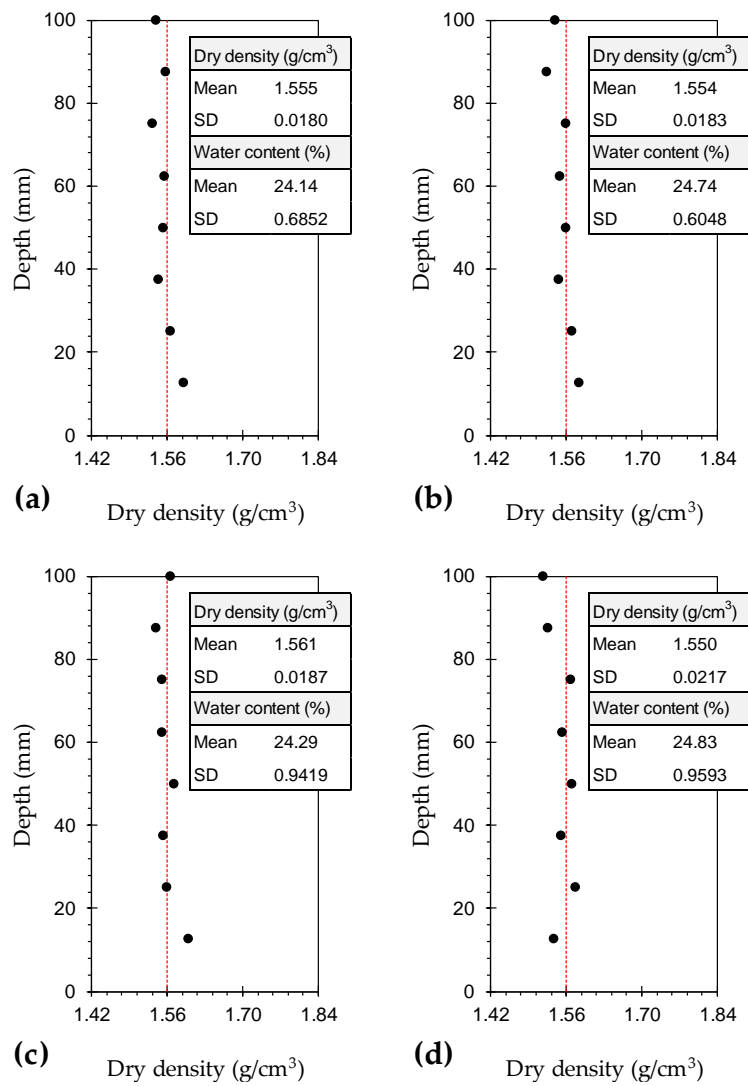 100
80
60
40
20
0
Depth (mm)
1.42 1.56 1.70 1.84
Dry density (g/cm³)
(a)
Dry density (g/cm³)
Mean 1.555
SD 0.0180
Water content (%)
Mean 24.14
SD 0.6852
100
80
60
40
20
0
Depth (mm)
1.42 1.56 1.70 1.84
Dry density (g/cm³)
(b)
Dry density (g/cm³)
Mean 1.554
SD 0.0183
Water content (%)
Mean 24.74
SD 0.6048
100
80
60
40
20
0
Depth (mm)
1.42 1.56 1.70 1.84
Dry density (g/cm³)
(c)
Dry density (g/cm³)
Mean 1.561
SD 0.0187
Water content (%)
Mean 24.29
SD 0.9419
100
80
60
40
20
0
Depth (mm)
1.42 1.56 1.70 1.84
Dry density (g/cm³)
(d)
Dry density (g/cm³)
Mean 1.550
SD 0.0217
Water content (%)
Mean 24.83
SD 0.9593